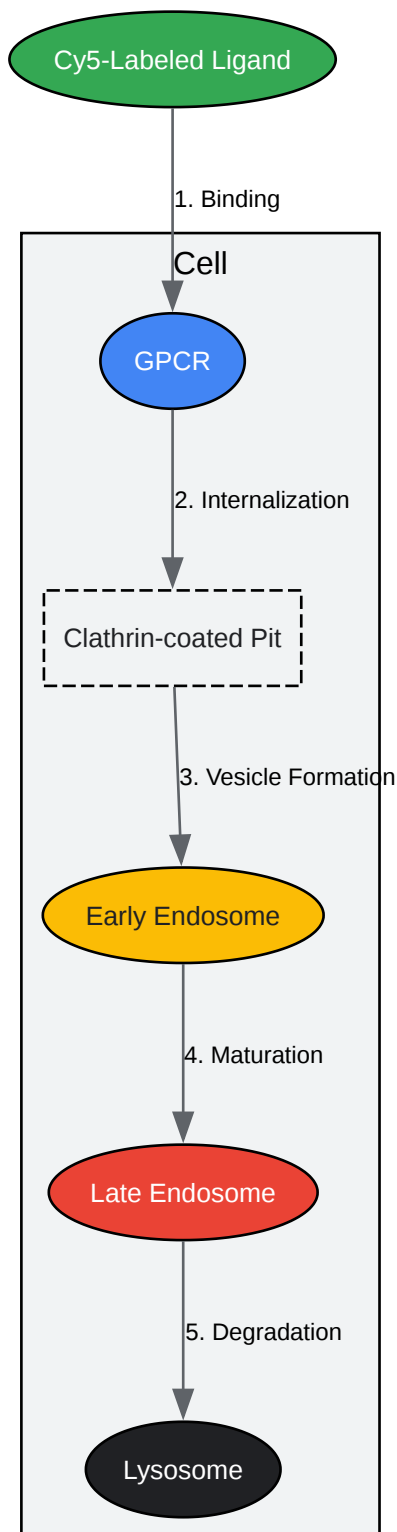 Cy5-Labeled Ligand
1. Binding
Cell
GPCR
2. Internalization
Clathrin-coated Pit
3. Vesicle Formation
Early Endosome
4. Maturation
Late Endosome
5. Degradation
Lysosome